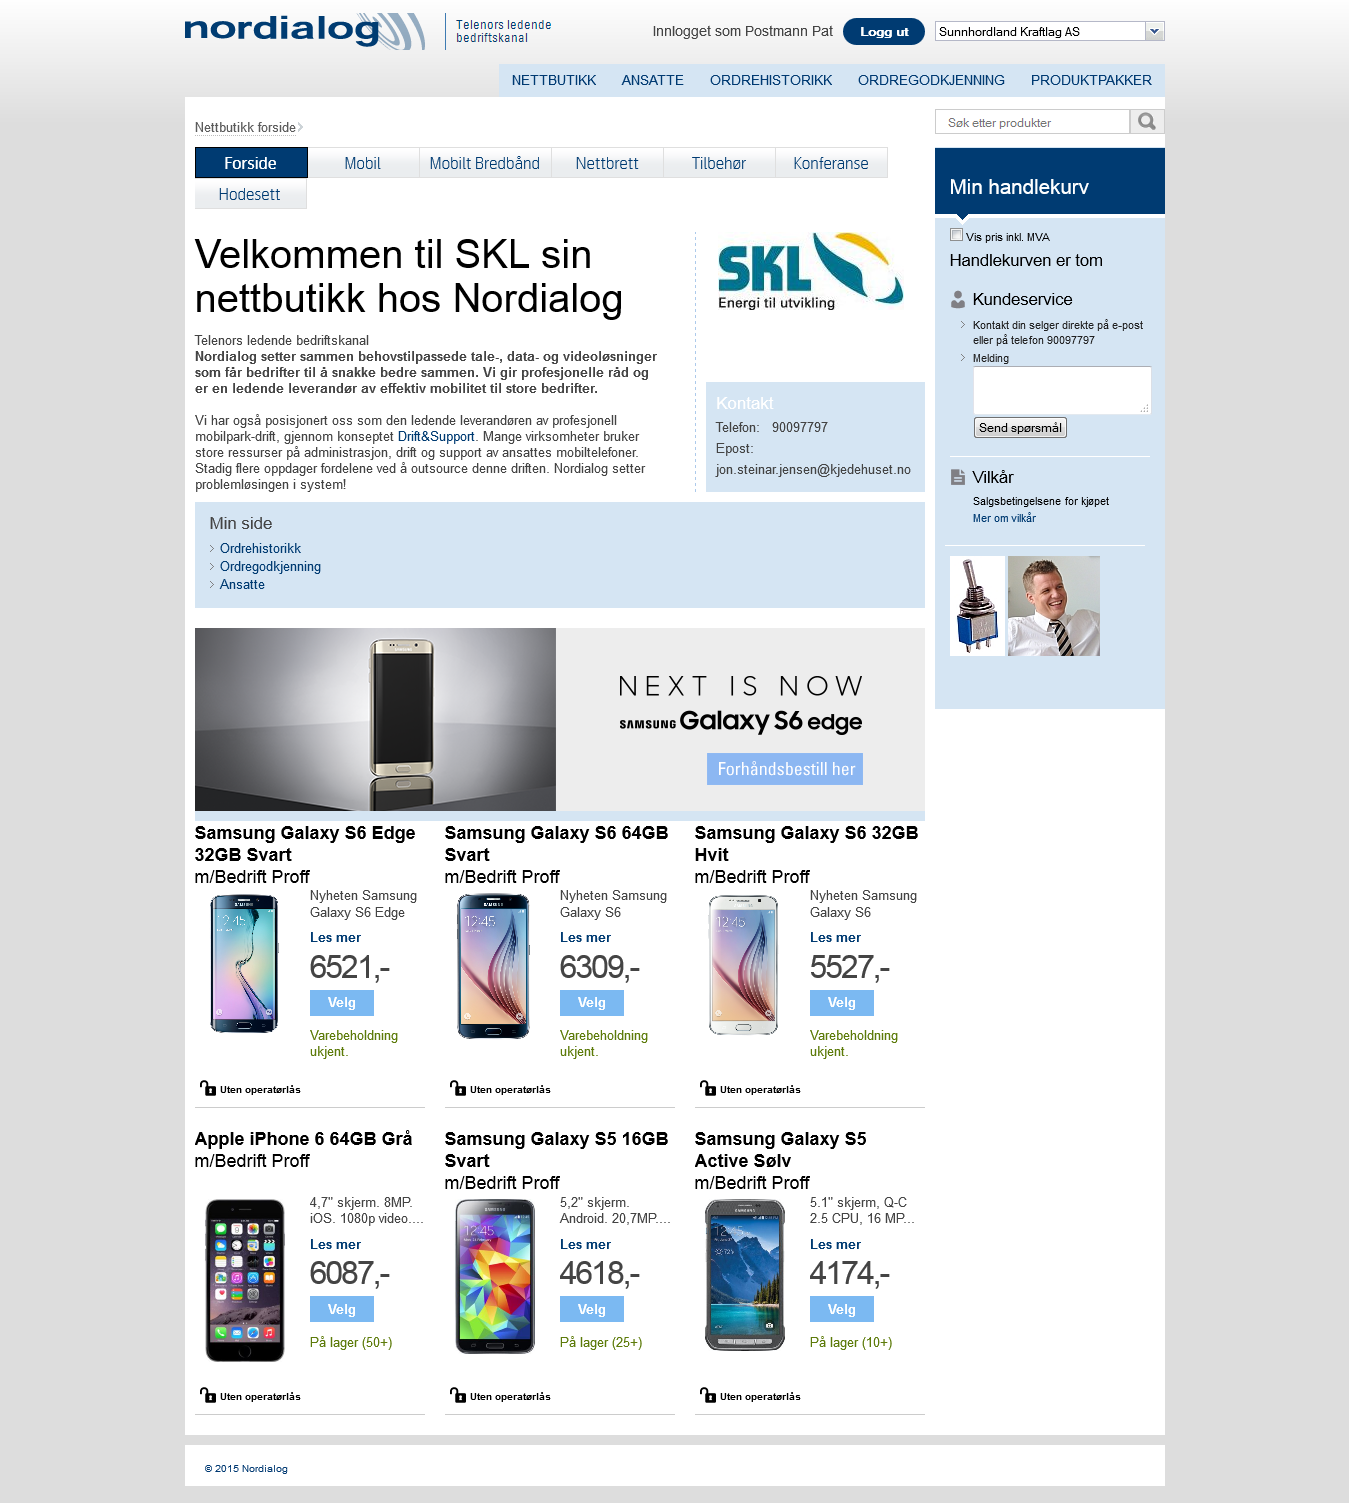 nordialog
Telenors ledende
bedriftskanal
Innlogget som Postmann Pat
Logg ut
Sunnhordland Kraftlag AS
NETTBUTIKK
ANSATTE
ORDREHISTORIKK
ORDREGODKJENNING
PRODUKTPAKKER
Nettbutikk forside
Søk etter produkter
Forside
Mobil
Mobilt Bredbånd
Nettbrett
Tilbehør
Konferanse
Hodesett
Velkommen til SKL sin
nettbutikk hos Nordialog
Telenors ledende bedriftskanal
Nordialog setter sammen behovstilpassede tale-, data- og videoløsninger
som får bedrifter til å snakke bedre sammen. Vi gir profesjonelle råd og
er en ledende leverandør av effektiv mobilitet til store bedrifter.
Vi har også posisjonert oss som den ledende leverandøren av profesjonell
mobilpark-drift, gjennom konseptet Drift&Support. Mange virksomheter bruker
store ressurser på administrasjon, drift og support av ansattes mobiltelefoner.
Stadig flere oppdager fordelene ved å outsource denne driften. Nordialog setter
problemløsingen i system!
SKL
Energi til utvikling
Kontakt
Telefon: 90097797
Epost:
jon.steinar.jensen@kjedehuset.no
Min side
Ordrehistorikk
Ordregodkjenning
Ansatte
Min handlekurv
Vis pris inkl. MVA
Handlekurven er tom
Kundeservice
Kontakt din selger direkte på e-post
eller på telefon 90097797
Melding
Send spørsmål
Vilkår
Salgsbetingelsene for kjøpet
Mer om vilkår
NEXT IS NOW
SAMSUNG Galaxy S6 edge
Forhåndsbestill her
Samsung Galaxy S6 Edge
32GB Svart
m/Bedrift Proff
Nyheten Samsung
Galaxy S6 Edge
Les mer
6521,-
Velg
Varebeholdning
ukjent.
Uten operatørlås
Samsung Galaxy S6 64GB
Svart
m/Bedrift Proff
Nyheten Samsung
Galaxy S6
Les mer
6309,-
Velg
Varebeholdning
ukjent.
Uten operatørlås
Samsung Galaxy S6 32GB
Hvit
m/Bedrift Proff
Nyheten Samsung
Galaxy S6
Les mer
5527,-
Velg
Varebeholdning
ukjent.
Uten operatørlås
Apple iPhone 6 64GB Grå
m/Bedrift Proff
4,7" skjerm. 8MP.
iOS. 1080p video....
Les mer
6087,-
Velg
På lager (50+)
Uten operatørlås
Samsung Galaxy S5 16GB
Svart
m/Bedrift Proff
5,2" skjerm.
Android. 20,7MP....
Les mer
4618,-
Velg
På lager (25+)
Uten operatørlås
Samsung Galaxy S5
Active Sølv
m/Bedrift Proff
5.1" skjerm, Q-C
2.5 CPU, 16 MP...
Les mer
4174,-
Velg
På lager (10+)
Uten operatørlås
© 2015 Nordialog